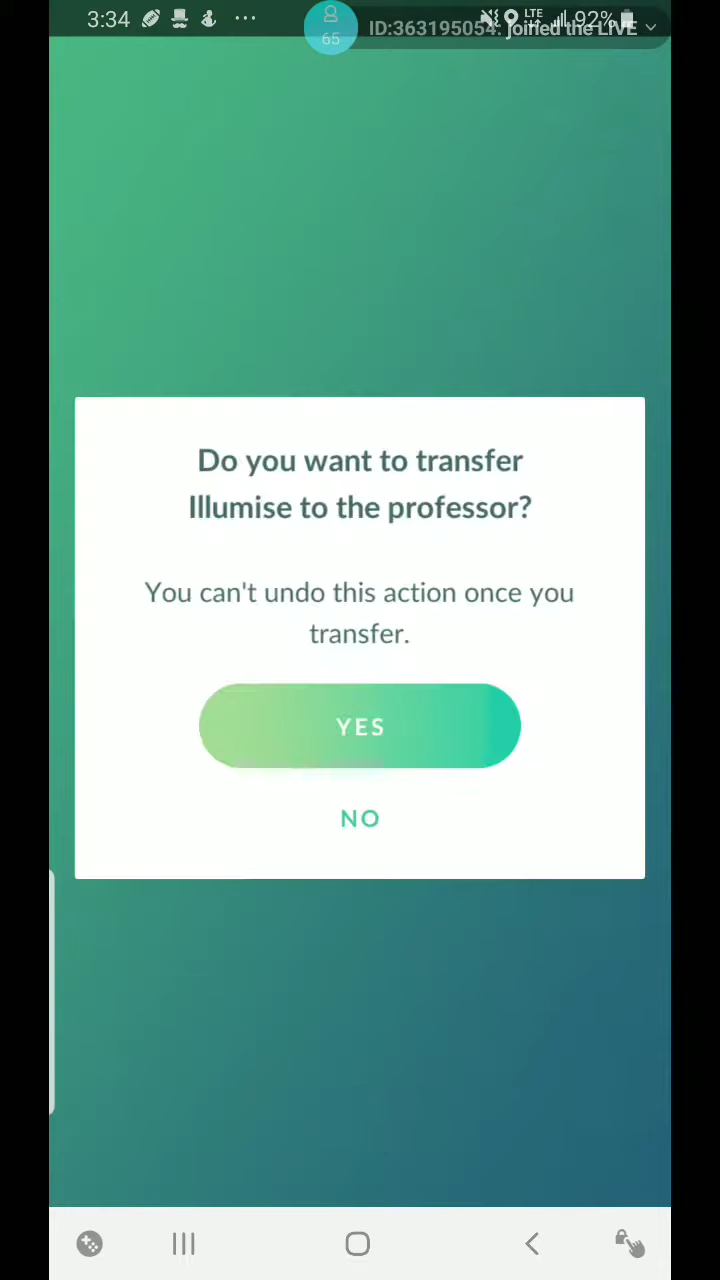 3:34
ID:363195054: joined the LIVE
LTE
92%
65
Do you want to transfer
Illumise to the professor?
You can't undo this action once you
transfer.
YES
NO